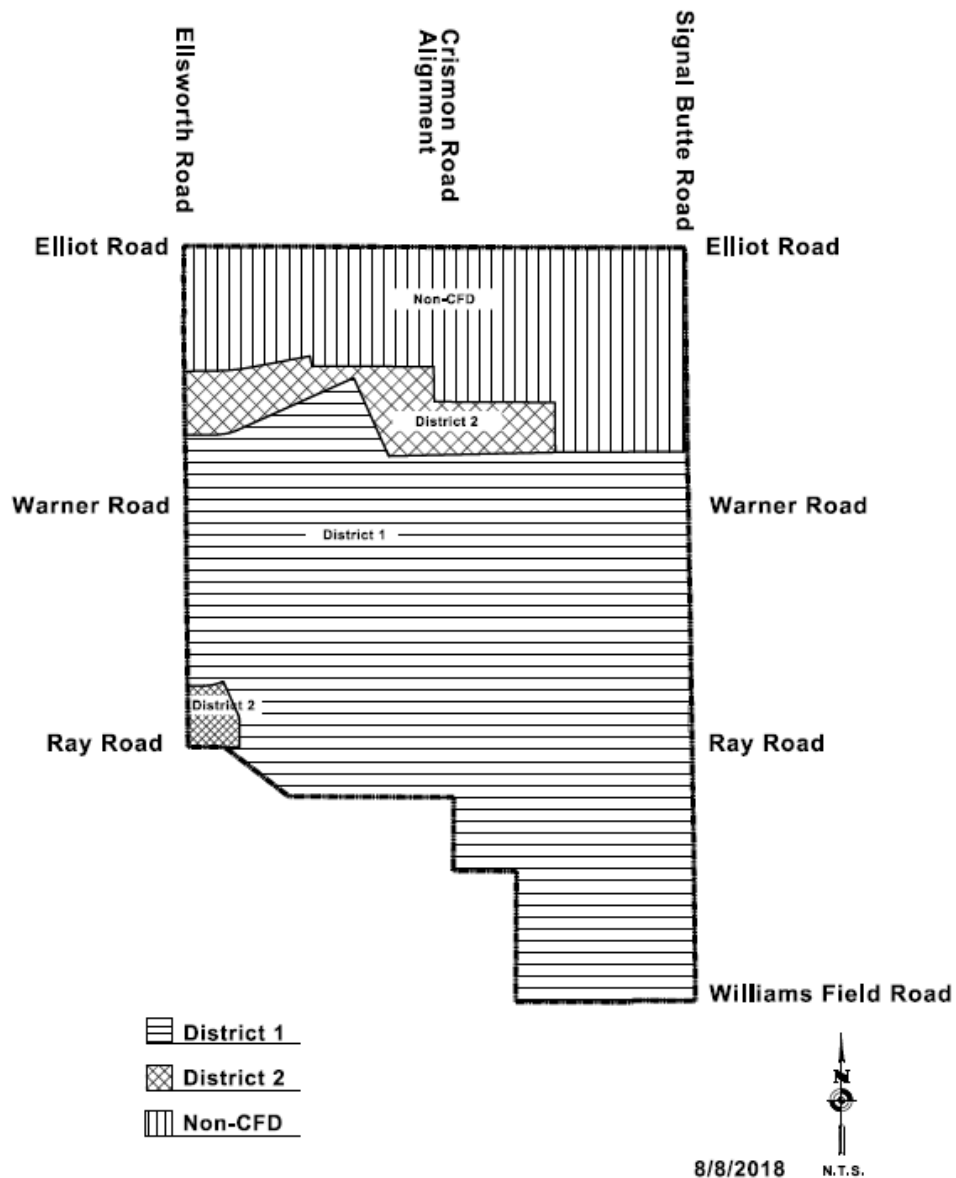 Ellsworth Road
Crismon Road
Alignment
Signal Butte Road
Elliot Road
Elliot Road
Non-CFD
District 2
Warner Road
Warner Road
District 1
District 2
Ray Road
Ray Road
Williams Field Road
District 1
District 2
Non-CFD
N
8/8/2018
N.T.S.